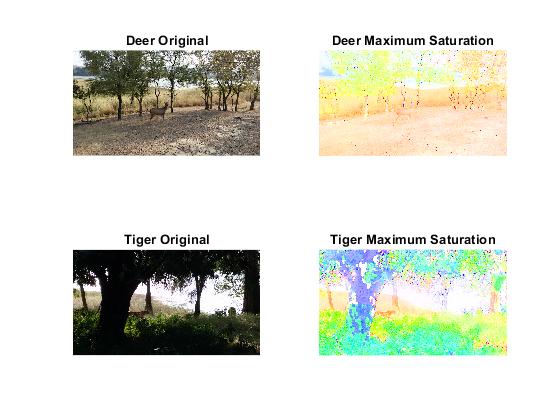 Deer Original
Deer Maximum Saturation
Tiger Original
Tiger Maximum Saturation